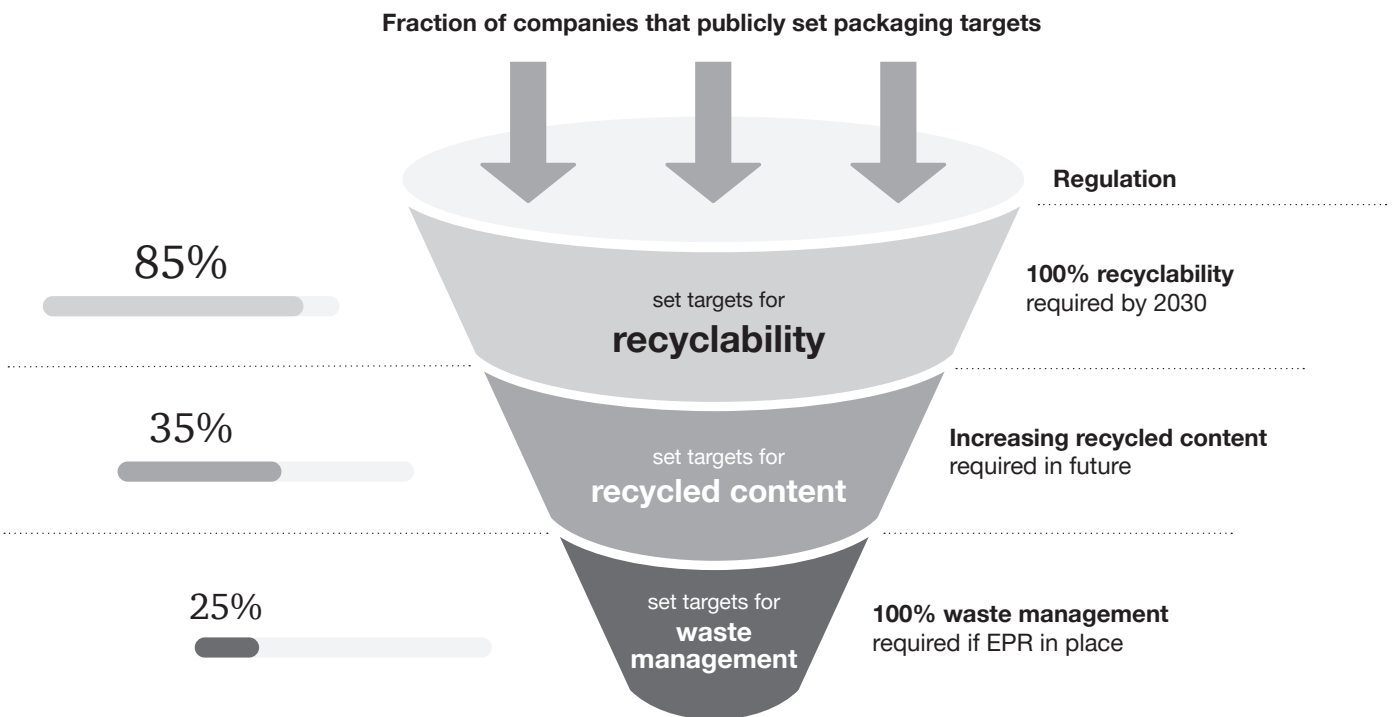 Fraction of companies that publicly set packaging targets
Regulation
85%
set targets for
recyclability
100% recyclability
required by 2030
35%
set targets for
recycled content
Increasing recycled content
required in future
25%
set targets for
waste
management
100% waste management
required if EPR in place